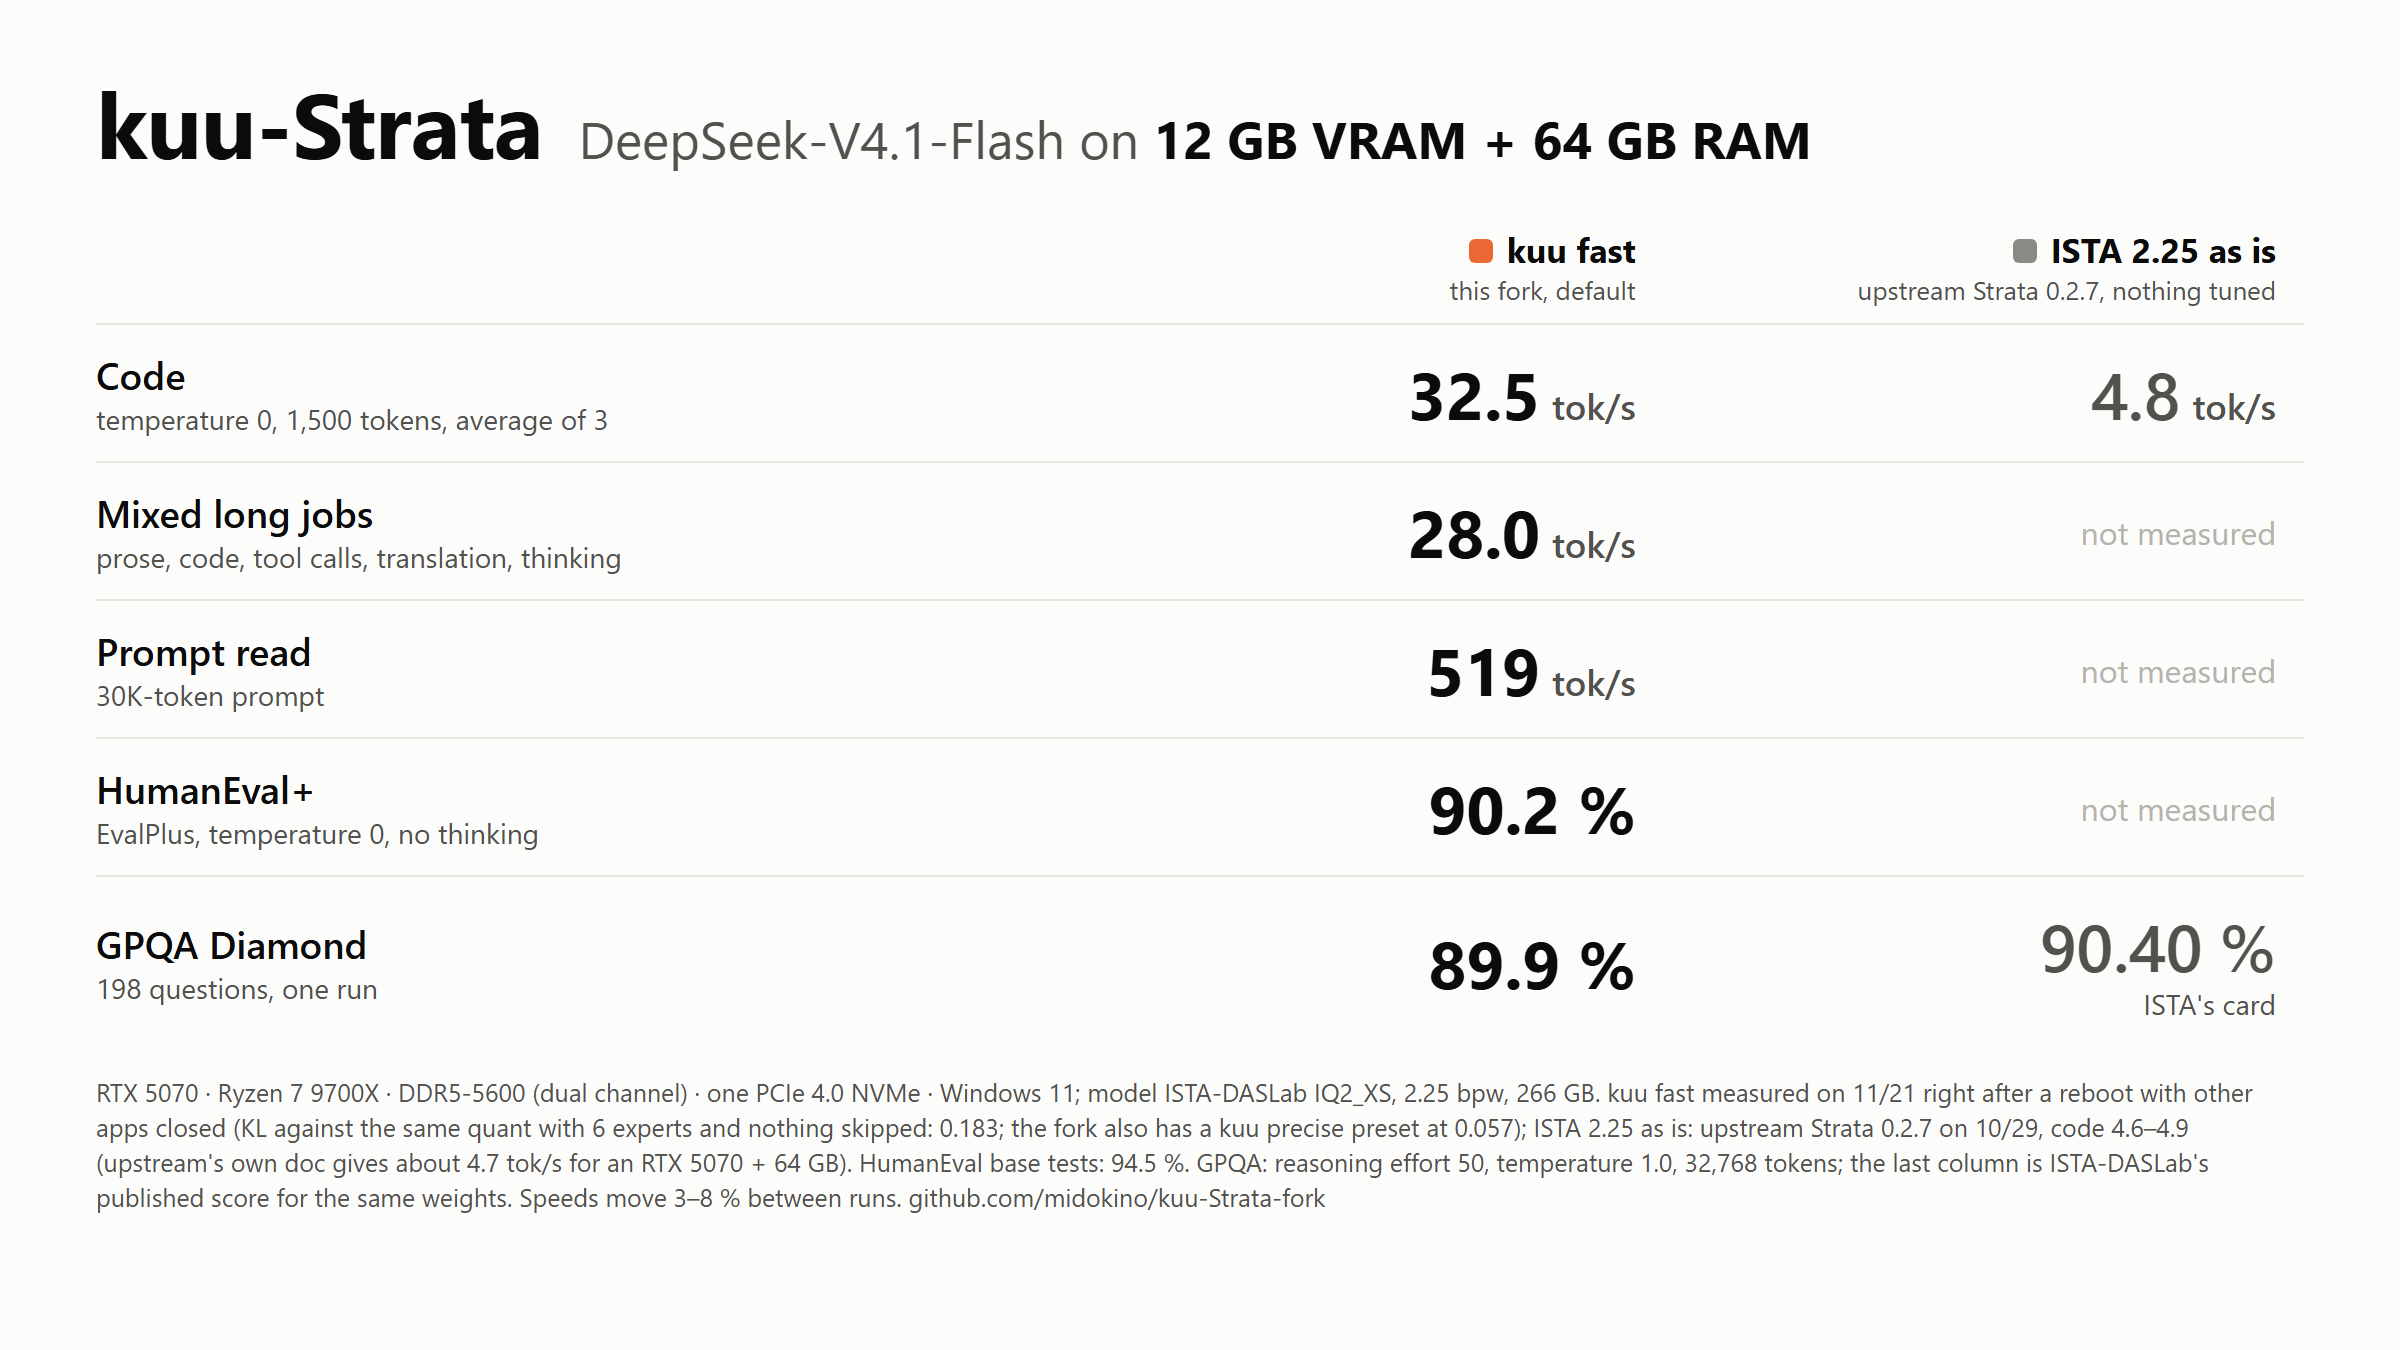 kuu-Strata DeepSeek-V4.1-Flash on 12 GB VRAM + 64 GB RAM
kuu fast
this fork, default
ISTA 2.25 as is
upstream Strata 0.2.7, nothing tuned
Code
temperature 0, 1,500 tokens, average of 3
32.5 tok/s
4.8 tok/s
Mixed long jobs
prose, code, tool calls, translation, thinking
28.0 tok/s
not measured
Prompt read
30K-token prompt
519 tok/s
not measured
HumanEval+
EvalPlus, temperature 0, no thinking
90.2 %
not measured
GPQA Diamond
198 questions, one run
89.9 %
90.40 %
ISTA's card
RTX 5070 · Ryzen 7 9700X · DDR5-5600 (dual channel) · one PCIe 4.0 NVMe · Windows 11; model ISTA-DASLab IQ2_XS, 2.25 bpw, 266 GB. kuu fast measured on 11/21 right after a reboot with other
apps closed (KL against the same quant with 6 experts and nothing skipped: 0.183; the fork also has a kuu precise preset at 0.057); ISTA 2.25 as is: upstream Strata 0.2.7 on 10/29, code 4.6–4.9
(upstream's own doc gives about 4.7 tok/s for an RTX 5070 + 64 GB). HumanEval base tests: 94.5 %. GPQA: reasoning effort 50, temperature 1.0, 32,768 tokens; the last column is ISTA-DASLab's
published score for the same weights. Speeds move 3–8 % between runs. github.com/midokino/kuu-Strata-fork